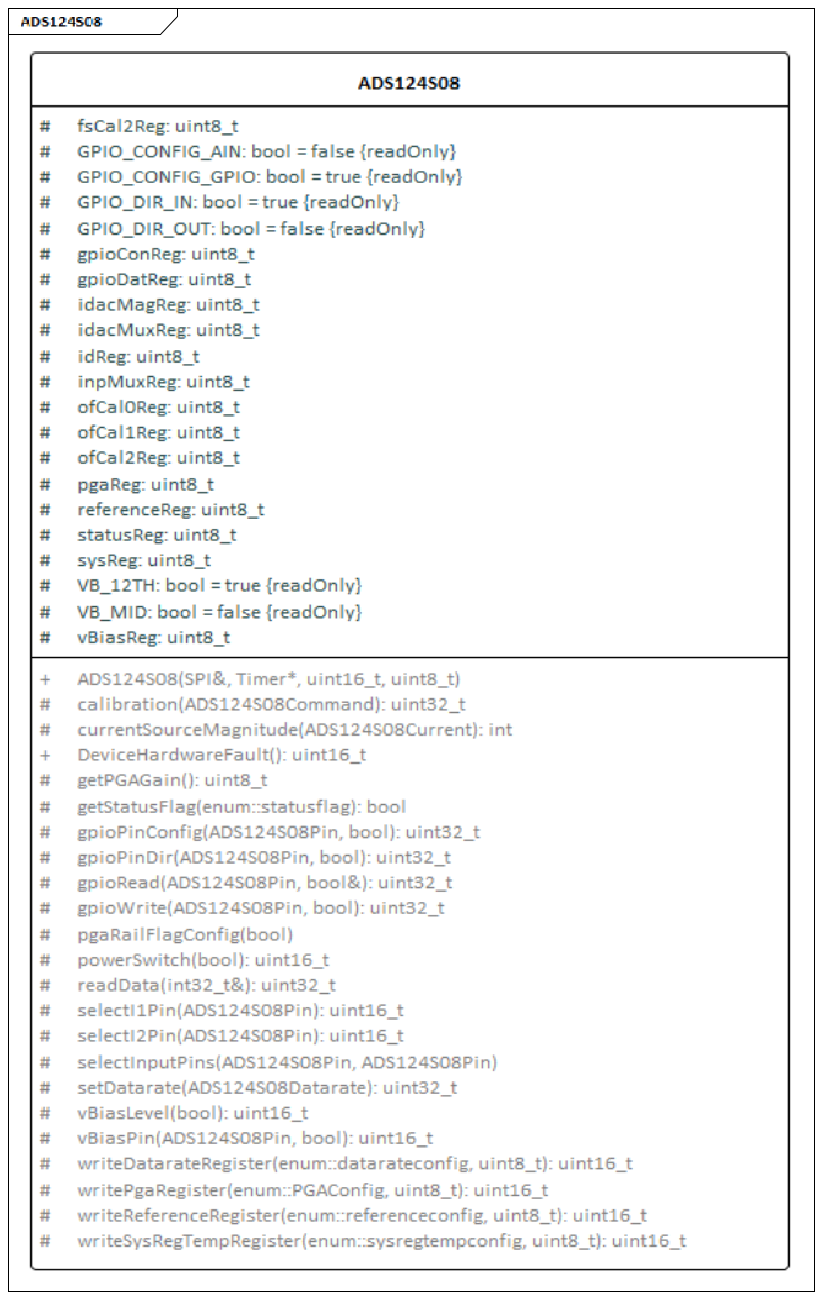 ADS124S08
ADS124S08
# fsCal2Reg: uint8_t
# GPIO_CONFIG_AIN: bool = false {readOnly}
# GPIO_CONFIG_GPIO: bool = true {readOnly}
# GPIO_DIR_IN: bool = true {readOnly}
# GPIO_DIR_OUT: bool = false {readOnly}
# gpioConReg: uint8_t
# gpioDatReg: uint8_t
# idacMagReg: uint8_t
# idacMuxReg: uint8_t
# idReg: uint8_t
# inpMuxReg: uint8_t
# ofCal0Reg: uint8_t
# ofCal1Reg: uint8_t
# ofCal2Reg: uint8_t
# pgaReg: uint8_t
# referenceReg: uint8_t
# statusReg: uint8_t
# sysReg: uint8_t
# VB_12TH: bool = true {readOnly}
# VB_MID: bool = false {readOnly}
# vBiasReg: uint8_t
+ ADS124S08(SPI&, Timer*, uint16_t, uint8_t)
# calibration(ADS124S08Command): uint32_t
# currentSourceMagnitude(ADS124S08Current): int
+ DeviceHardwareFault(): uint16_t
# getPGAGain(): uint8_t
# getStatusFlag(enum::statusflag): bool
# gpioPinConfig(ADS124S08Pin, bool): uint32_t
# gpioPinDir(ADS124S08Pin, bool): uint32_t
# gpioRead(ADS124S08Pin, bool&): uint32_t
# gpioWrite(ADS124S08Pin, bool): uint32_t
# pgaRailFlagConfig(bool)
# powerSwitch(bool): uint16_t
# readData(int32_t&): uint32_t
# selectI1Pin(ADS124S08Pin): uint16_t
# selectI2Pin(ADS124S08Pin): uint16_t
# selectInputPins(ADS124S08Pin, ADS124S08Pin)
# setDatarate(ADS124S08Datarate): uint32_t
# vBiasLevel(bool): uint16_t
# vBiasPin(ADS124S08Pin, bool): uint16_t
# writeDatarateRegister(enum::datarateconfig, uint8_t): uint16_t
# writePgaRegister(enum::PGAConfig, uint8_t): uint16_t
# writeReferenceRegister(enum::referenceconfig, uint8_t): uint16_t
# writeSysRegTempRegister(enum::sysregtempconfig, uint8_t): uint16_t